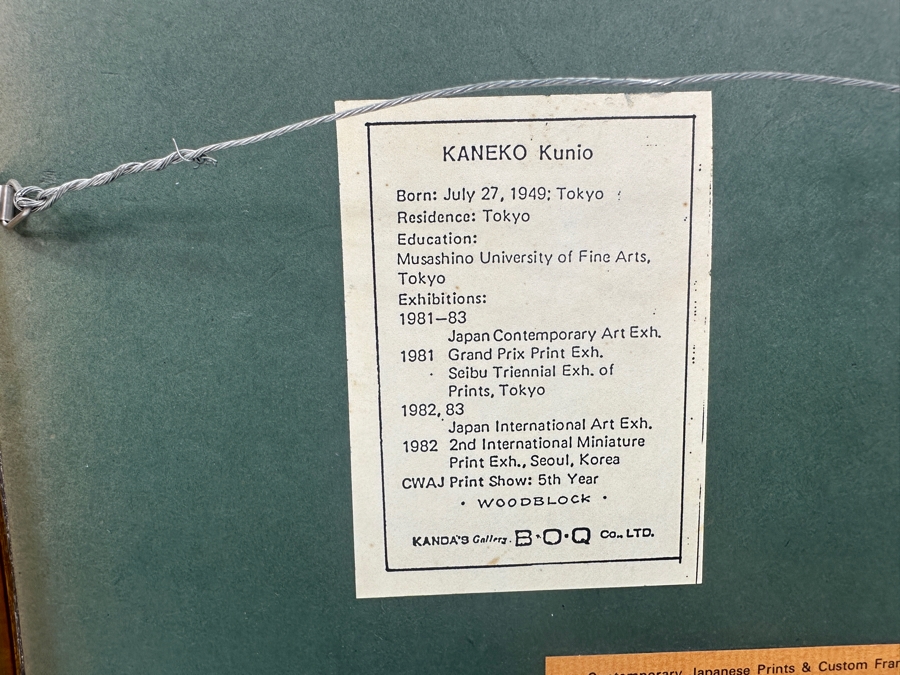 KANEKO Kunio
Born: July 27, 1949; Tokyo
Residence: Tokyo
Education:
Musashino University of Fine Arts,
Tokyo
Exhibitions:
1981-83
Japan Contemporary Art Exh.
1981 Grand Prix Print Exh.
Seibu Triennial Exh. of
Prints, Tokyo
1982, 83
Japan International Art Exh.
1982 2nd International Miniature
Print Exh., Seoul, Korea
CWAJ Print Show: 5th Year
• WOODBLOCK •
KANDA'S Gallery. B•O•Q Co., LTD.
Contemporary Japanese Prints & Custom Fra